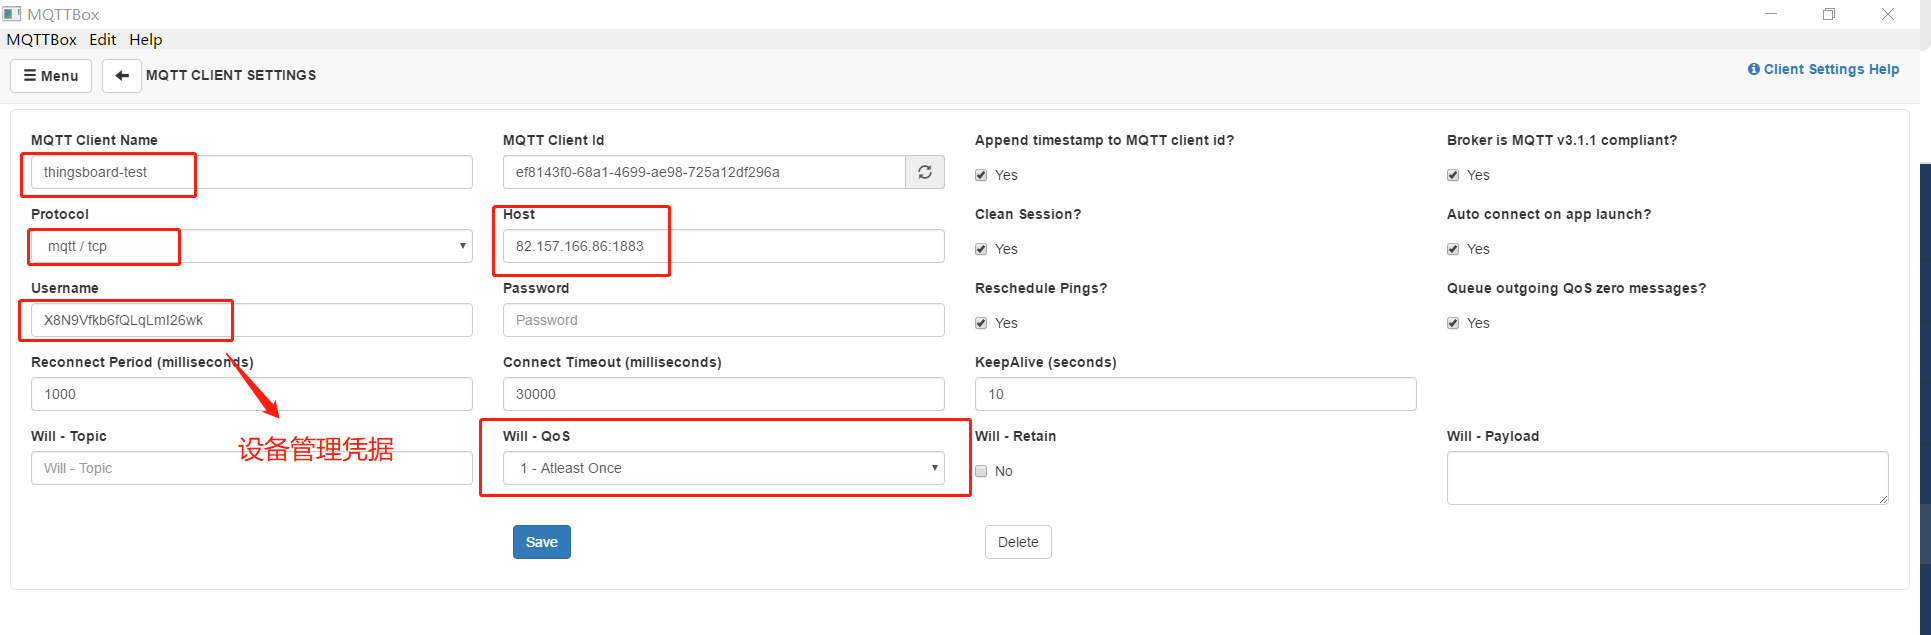 MQTTBox
MQTTBox Edit Help
Menu MQTT CLIENT SETTINGS Client Settings Help
MQTT Client Name MQTT Client Id Append timestamp to MQTT client id? Broker is MQTT v3.1.1 compliant?
thingsboard-test ef8143f0-68a1-4699-ae98-725a12df296a Yes Yes
Protocol Host Clean Session? Auto connect on app launch?
mqtt / tcp 82.157.166.86:1883 Yes Yes
Username Password Reschedule Pings? Queue outgoing QoS zero messages?
X8N9Vfkb6fQLqLmI26wk Password Yes Yes
Reconnect Period (milliseconds) Connect Timeout (milliseconds) KeepAlive (seconds)
1000 30000 10
Will - Topic Will - QoS Will - Retain Will - Payload
设备管理凭据
Will - Topic 1 - Atleast Once No
Save Delete